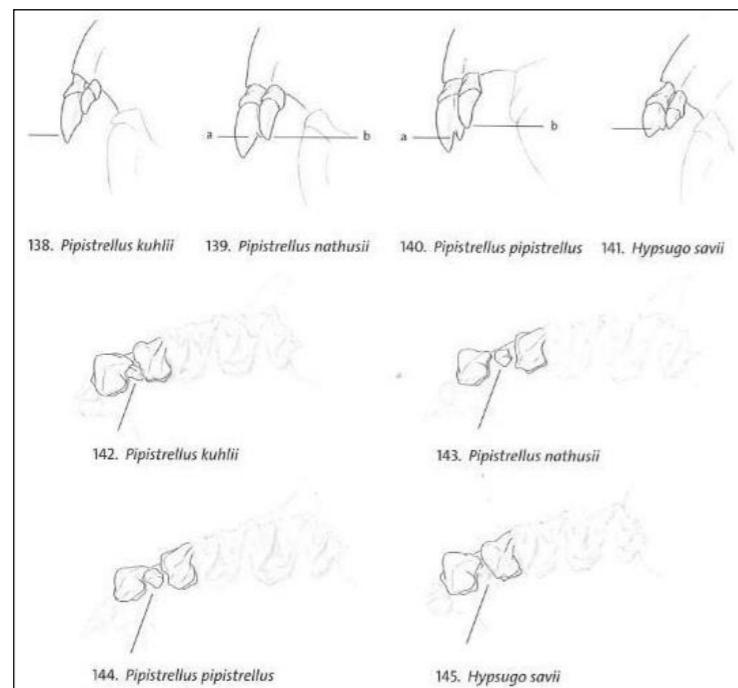 a b a b
138. Pipistrellus kuhlii 139. Pipistrellus nathusii 140. Pipistrellus pipistrellus 141. Hypsugo savii
142. Pipistrellus kuhlii 143. Pipistrellus nathusii
144. Pipistrellus pipistrellus 145. Hypsugo savii